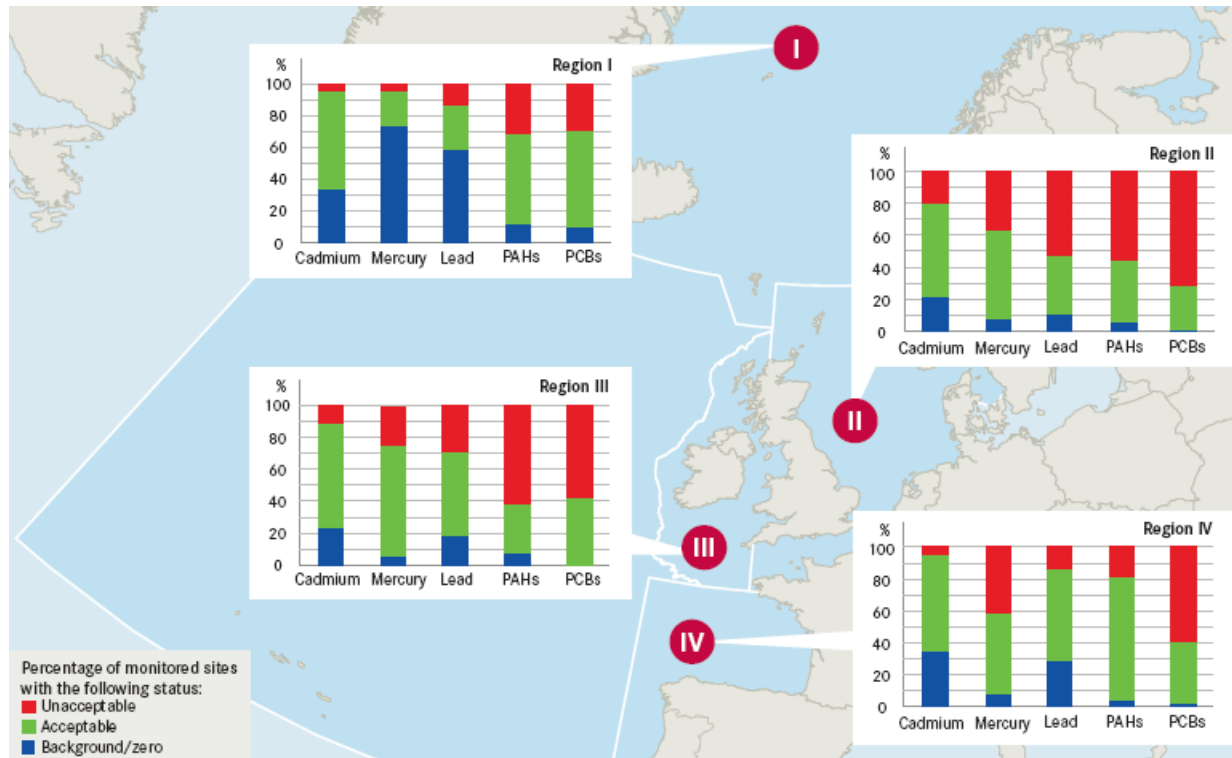 I
% Region I
100
80
60
40
20
0
Cadmium Mercury Lead PAHs PCBs
% Region II
100
80
60
40
20
0
Cadmium Mercury Lead PAHs PCBs
II
% Region III
100
80
60
40
20
0
Cadmium Mercury Lead PAHs PCBs
III
% Region IV
100
80
60
40
20
0
Cadmium Mercury Lead PAHs PCBs
IV
Percentage of monitored sites
with the following status:
Unacceptable
Acceptable
Background/zero